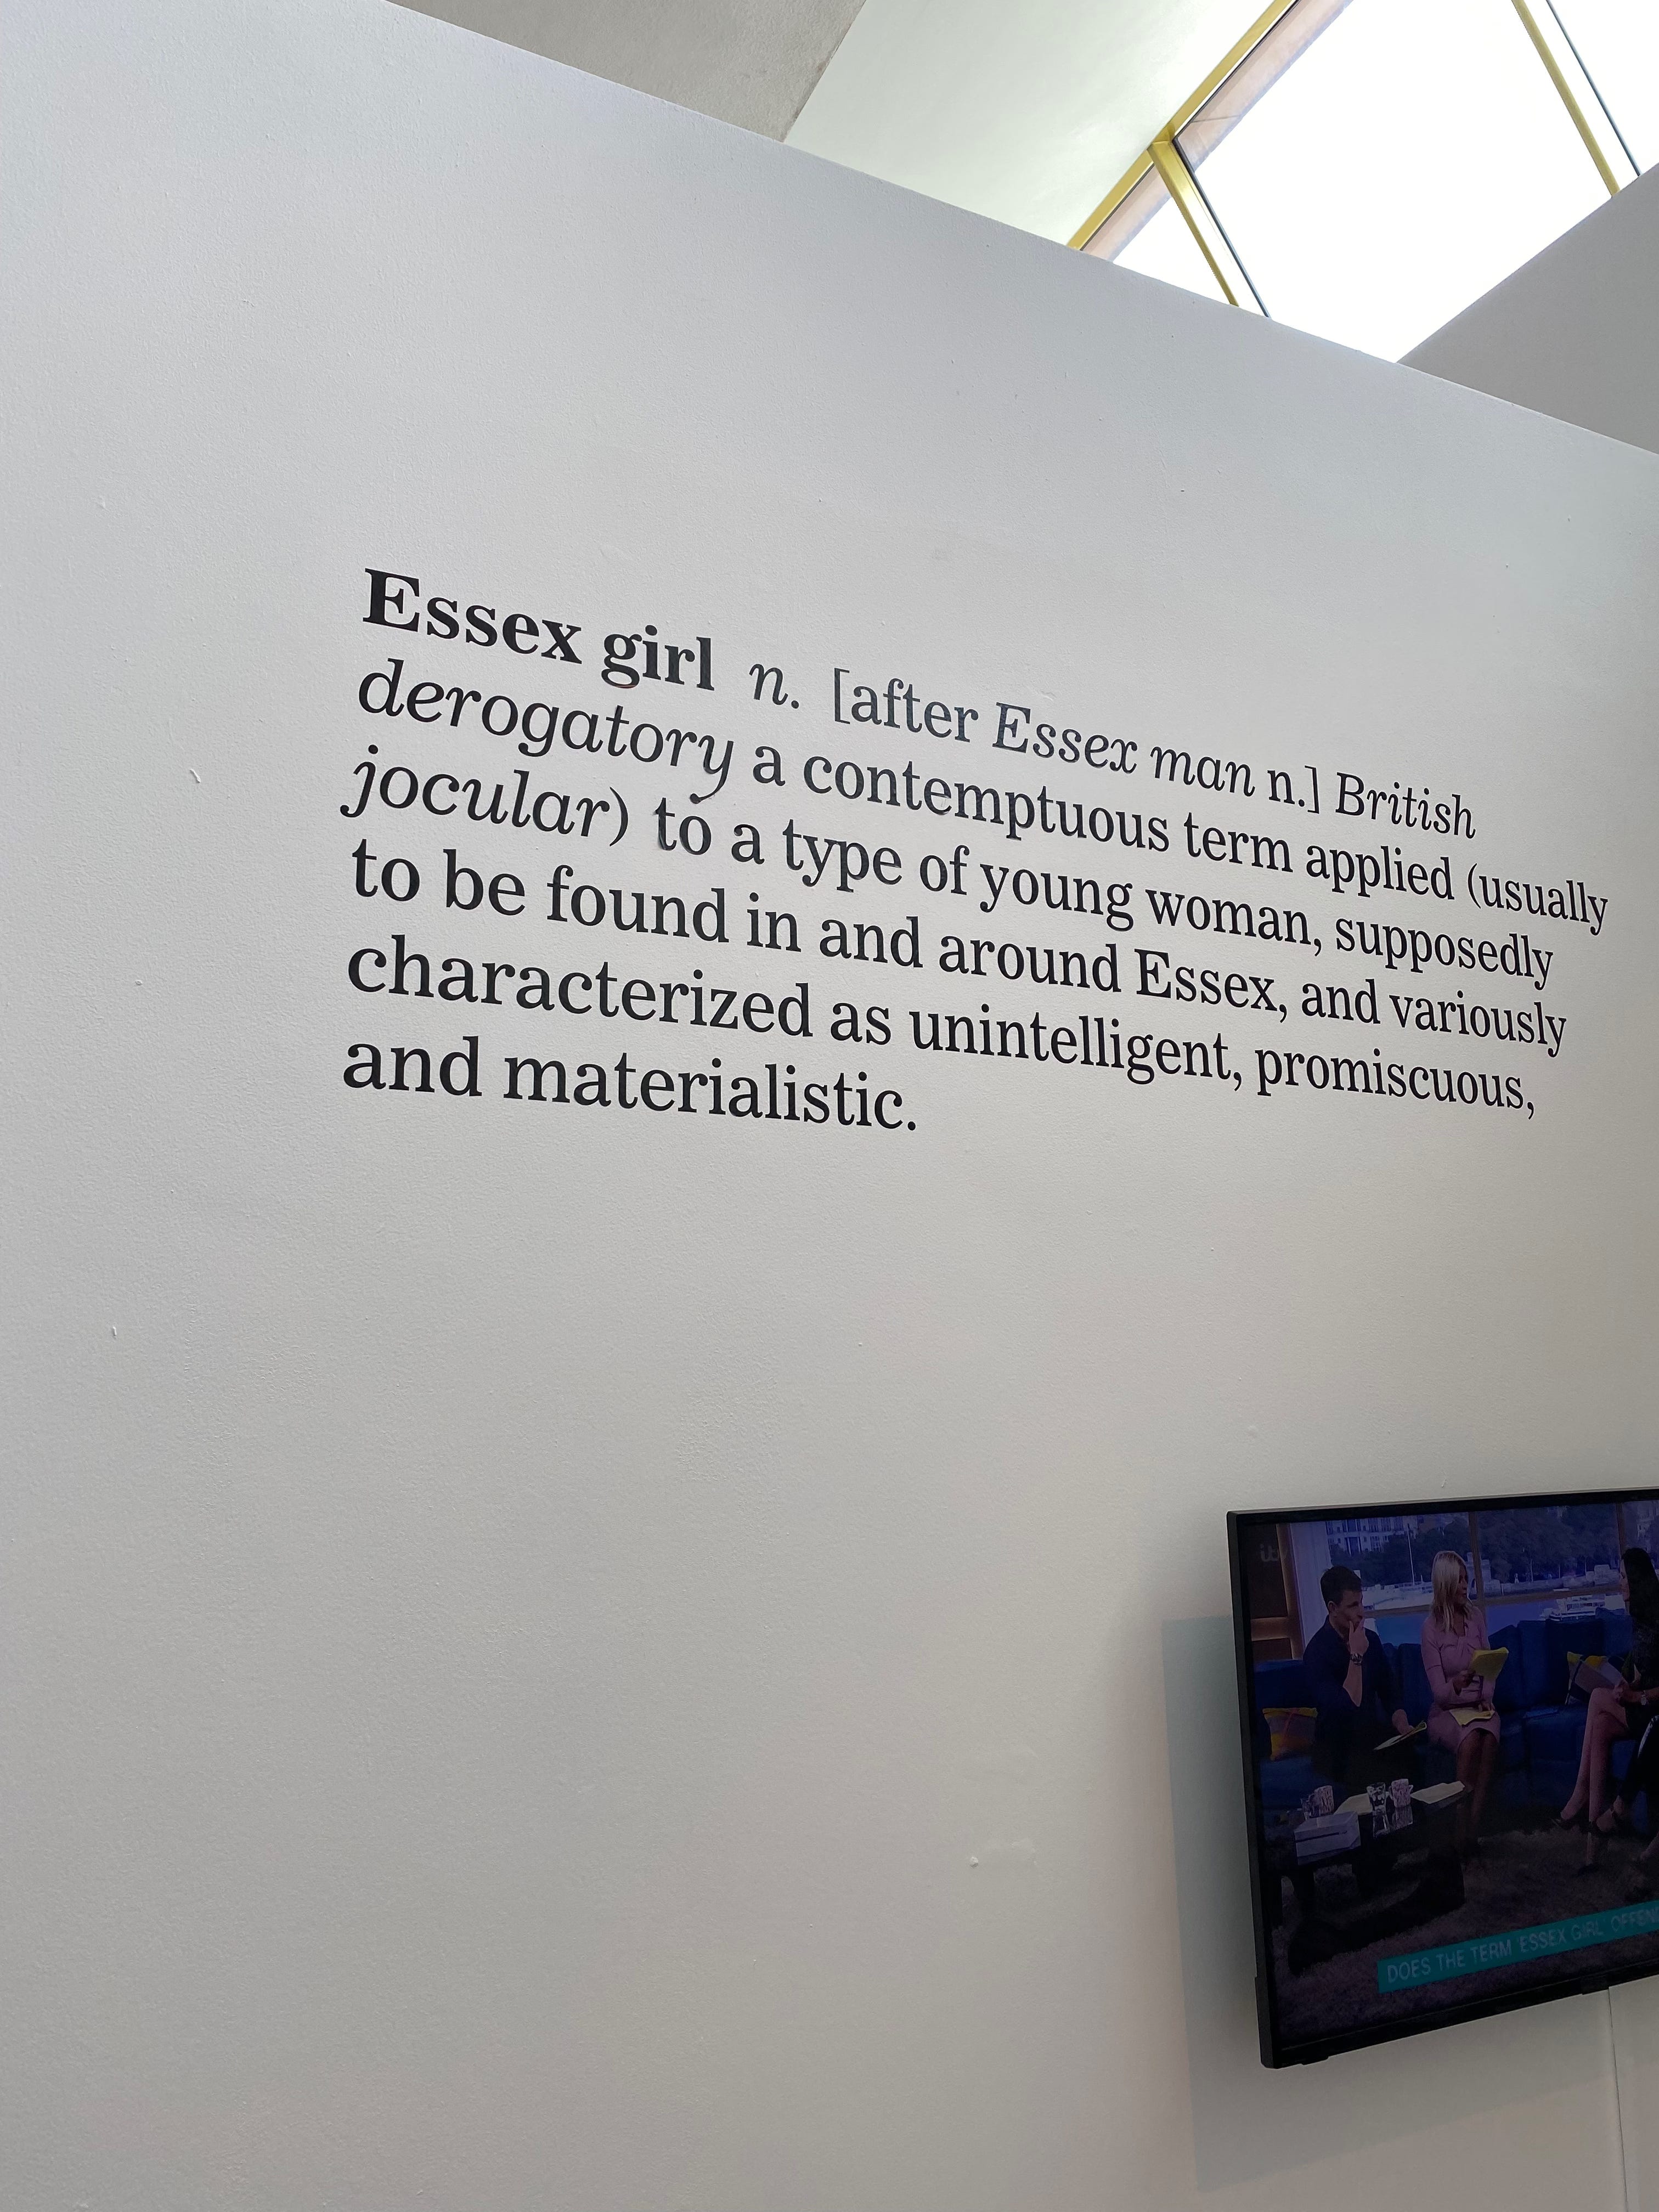 Essex girl n. [after Essex man n.] British
derogatory a contemptuous term applied (usually
jocular) to a type of young woman, supposedly
to be found in and around Essex, and variously
characterized as unintelligent, promiscuous,
and materialistic.
itv
DOES THE TERM 'ESSEX GIRL'